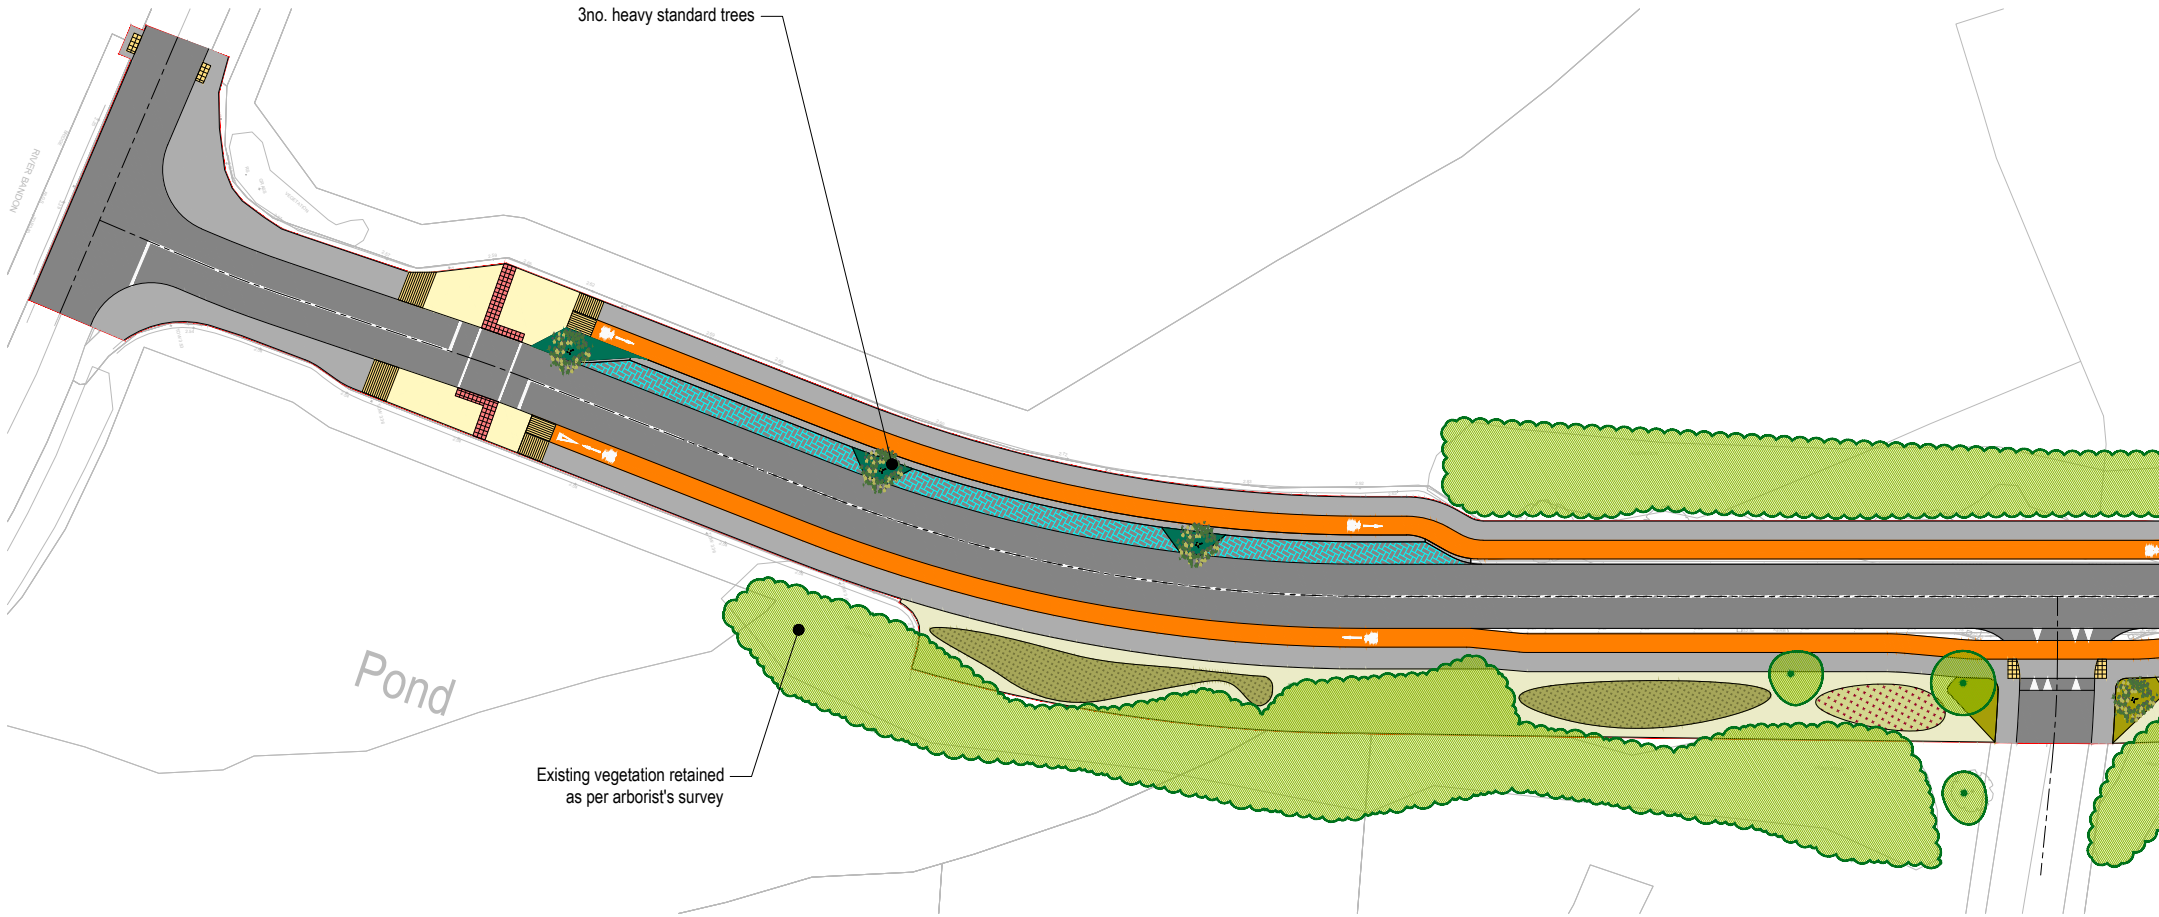 3no. heavy standard trees
RIVER BANDON
Pond
Existing vegetation retained
as per arborist's survey